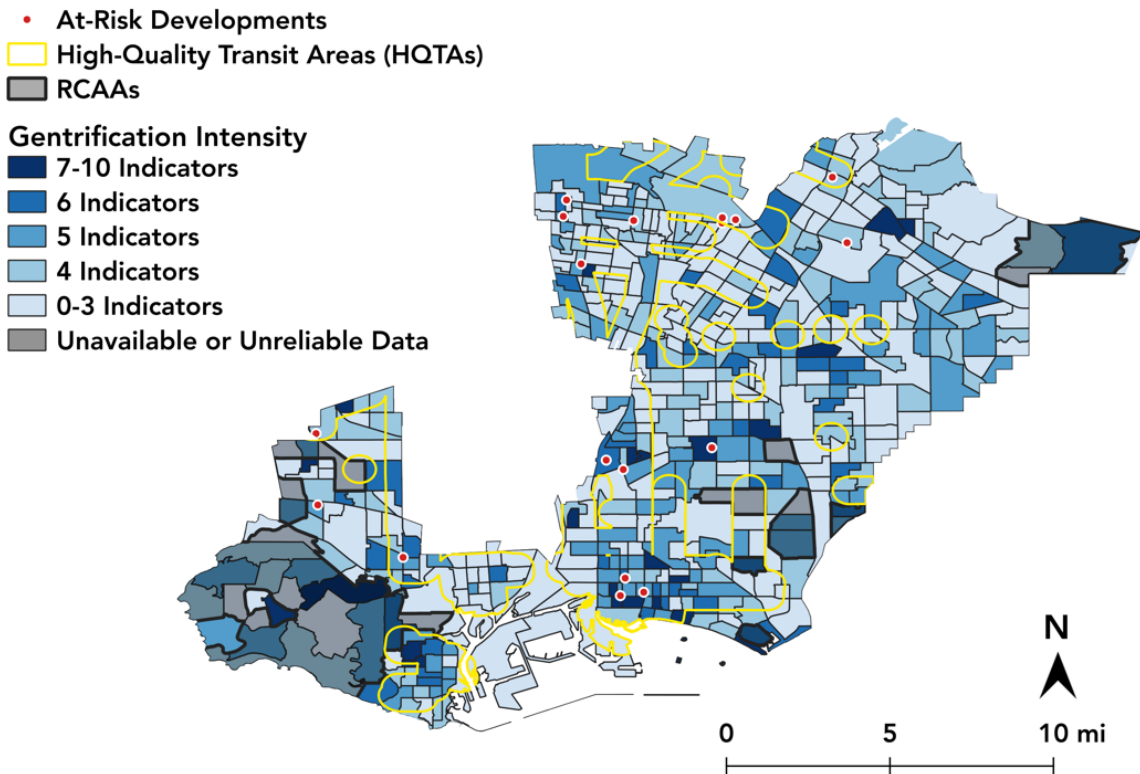 At-Risk Developments
High-Quality Transit Areas (HQTAs)
RCAAs
Gentrification Intensity
7-10 Indicators
6 Indicators
5 Indicators
4 Indicators
0-3 Indicators
Unavailable or Unreliable Data
N
0 5 10 mi